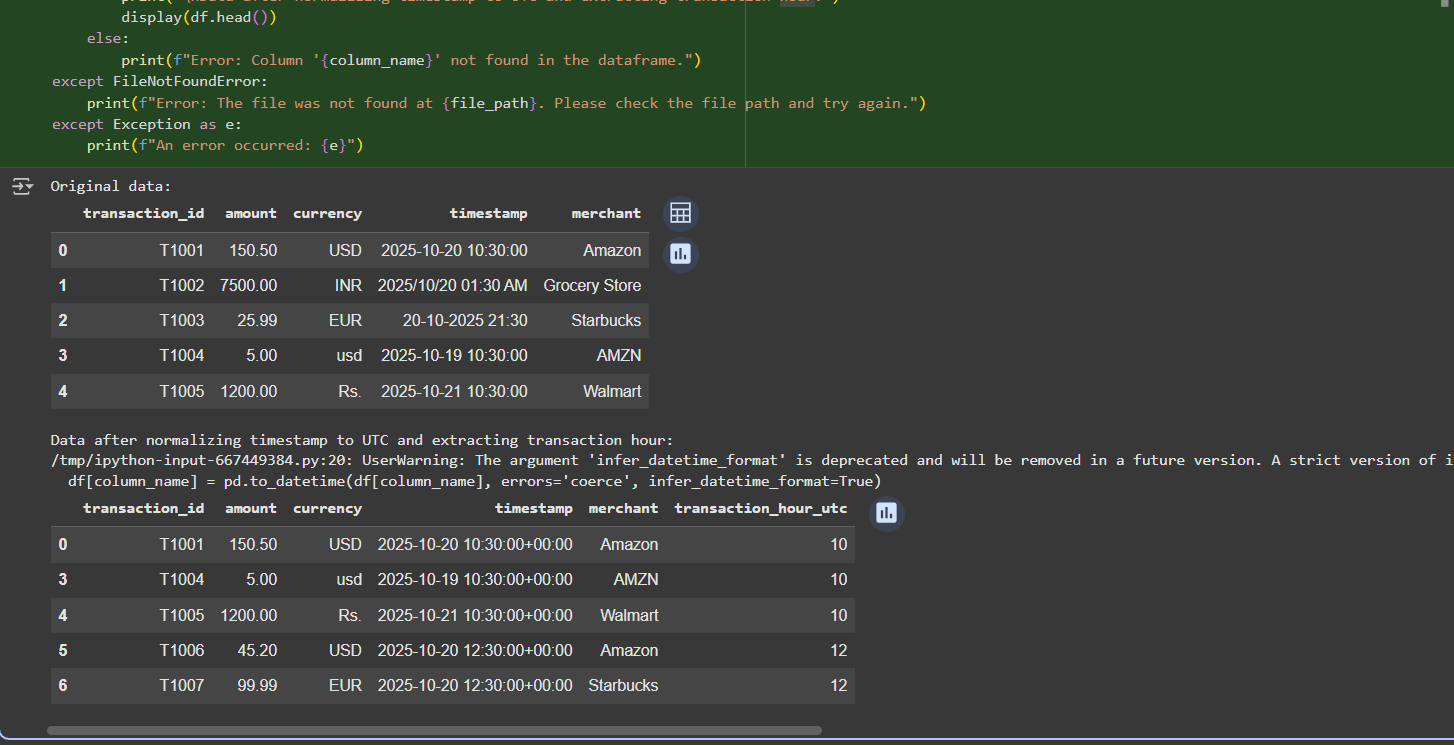 display(df.head())
else:
print(f"Error: Column '{column_name}' not found in the dataframe.")
except FileNotFoundError:
print(f"Error: The file was not found at {file_path}. Please check the file path and try again.")
except Exception as e:
print(f"An error occurred: {e}")
Original data:
transaction_id amount currency timestamp merchant
0 T1001 150.50 USD 2025-10-20 10:30:00 Amazon
1 T1002 7500.00 INR 2025/10/20 01:30 AM Grocery Store
2 T1003 25.99 EUR 20-10-2025 21:30 Starbucks
3 T1004 5.00 usd 2025-10-19 10:30:00 AMZN
4 T1005 1200.00 Rs. 2025-10-21 10:30:00 Walmart
Data after normalizing timestamp to UTC and extracting transaction hour:
/tmp/ipython-input-667449384.py:20: UserWarning: The argument 'infer_datetime_format' is deprecated and will be removed in a future version. A strict version of i
df[column_name] = pd.to_datetime(df[column_name], errors='coerce', infer_datetime_format=True)
transaction_id amount currency timestamp merchant transaction_hour_utc
0 T1001 150.50 USD 2025-10-20 10:30:00+00:00 Amazon 10
3 T1004 5.00 usd 2025-10-19 10:30:00+00:00 AMZN 10
4 T1005 1200.00 Rs. 2025-10-21 10:30:00+00:00 Walmart 10
5 T1006 45.20 USD 2025-10-20 12:30:00+00:00 Amazon 12
6 T1007 99.99 EUR 2025-10-20 12:30:00+00:00 Starbucks 12